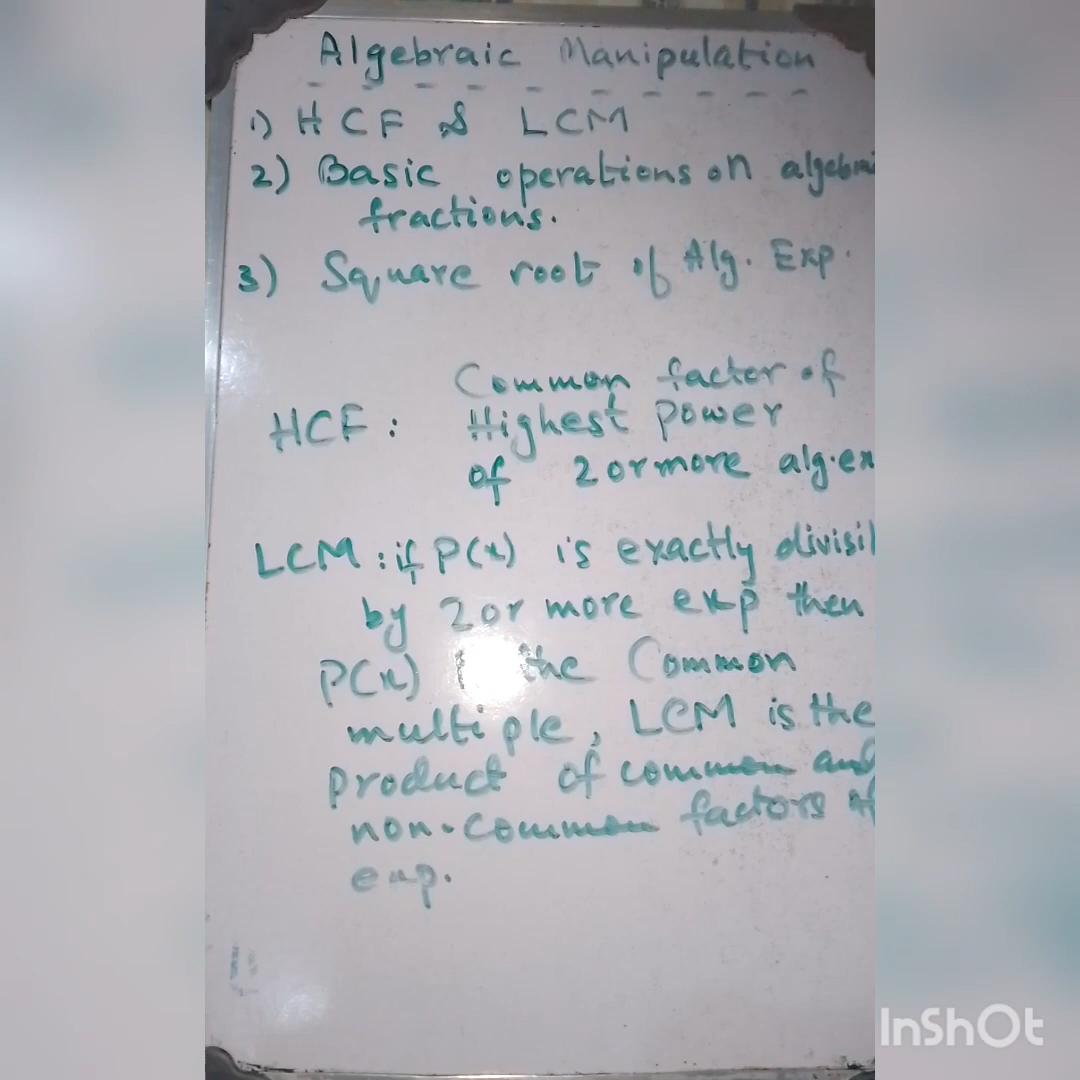 Algebraic Manipulation
1) HCF & LCM
2) Basic operations on algebrai
fractions.
3) Square root of Alg. Exp.
Common factor of
HCF: Highest power
of 2 or more alg.ex
LCM: if P(x) is exactly divisi
by 2 or more exp then
P(x) the Common
multiple, LCM is the
product of common and
non-common factors of
exp.
InShOt